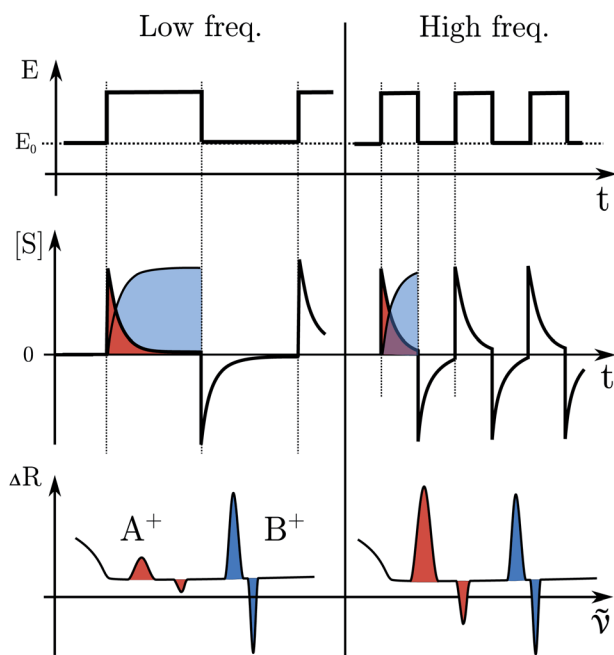 Low freq.
High freq.
E
E₀
t
[S]
0
t
ΔR
A⁺
B⁺
ṽ